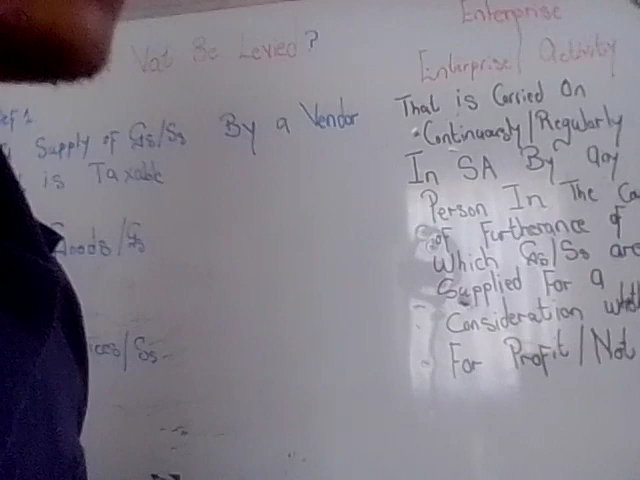 Vat Be Levied?
Supply of Gs/Ss By a Vendor
is Taxable
Goods/Gs
/Ss
Enterprise
Enterprise Activity
That is Carried On
Continuously/Regularly
In SA By any
Person In The
of Furtherance of
Which Gs/Ss are
Supplied For a
Consideration
For Profit/Not